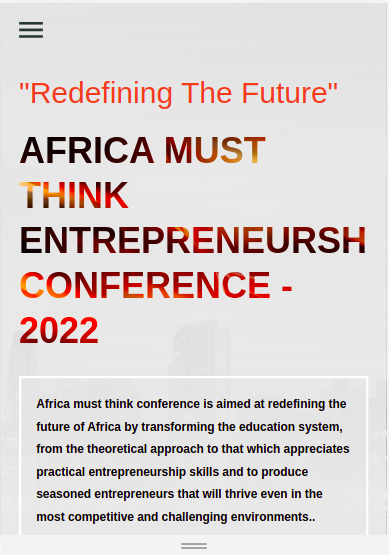 "Redefining The Future"
AFRICA MUST
THINK
ENTREPRENEURSH
CONFERENCE -
2022
Africa must think conference is aimed at redefining the
future of Africa by transforming the education system,
from the theoretical approach to that which appreciates
practical entrepreneurship skills and to produce
seasoned entrepreneurs that will thrive even in the
most competitive and challenging environments..